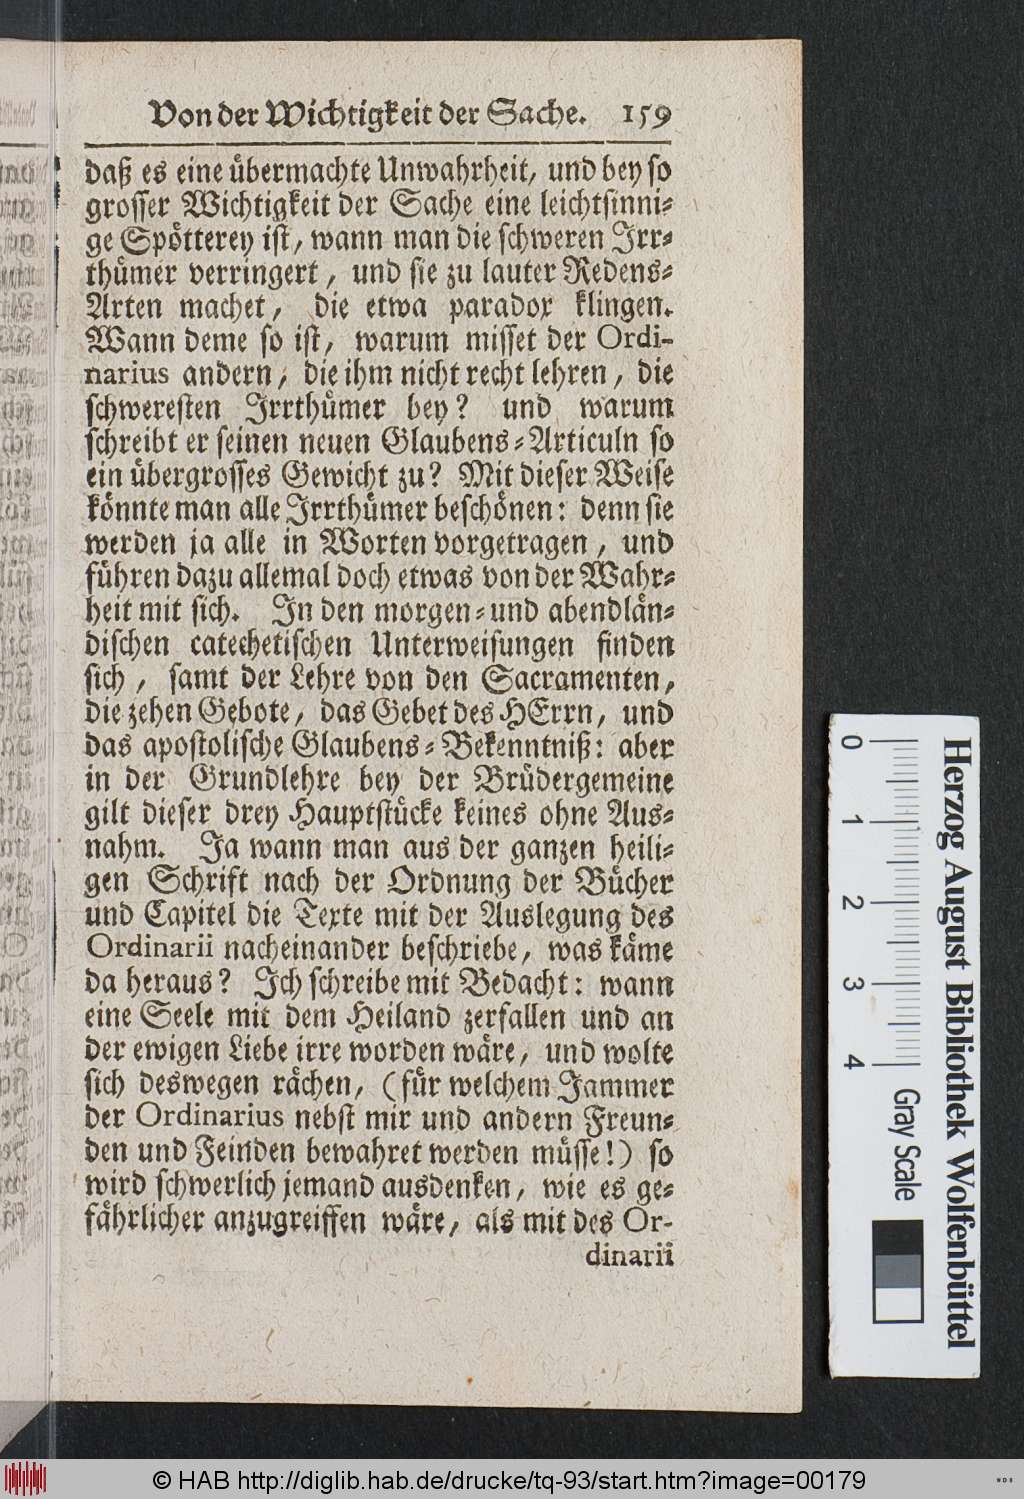 Von der Wichtigkeit der Sache. 159
daß es eine übermachte Unwahrheit, und bey so
grosser Wichtigkeit der Sache eine leichtsinni-
ge Spötterey ist, wann man die schweren Irr-
thümer verringert, und sie zu lauter Redens-
Arten machet, die etwa paradox klingen.
Wann deme so ist, warum misset der Ordi-
narius andern, die ihm nicht recht lehren, die
schweresten Irrthümer bey? und warum
schreibt er seinen neuen Glaubens-Articuln so
ein übergrosses Gewicht zu? Mit dieser Weise
könnte man alle Irrthümer beschönen: denn sie
werden ja alle in Worten vorgetragen, und
führen dazu allemal doch etwas von der Wahr-
heit mit sich. In den morgen- und abendlän-
dischen catechetischen Unterweisungen finden
sich, samt der Lehre von den Sacramenten,
die zehen Gebote, das Gebet des HErrn, und
das apostolische Glaubens-Bekenntniß: aber
in der Grundlehre bey der Brüdergemeine
gilt dieser drey Hauptstücke keines ohne Aus-
nahm. Ja wann man aus der ganzen heili-
gen Schrift nach der Ordnung der Bücher
und Capitel die Texte mit der Auslegung des
Ordinarii nacheinander beschriebe, was käme
da heraus? Ich schreibe mit Bedacht: wann
eine Seele mit dem Heiland zerfallen und an
der ewigen Liebe irre worden wäre, und wolte
sich deswegen rächen, (für welchem Jammer
der Ordinarius nebst mir und andern Freun-
den und Feinden bewahret werden müsse!) so
wird schwerlich jemand ausdenken, wie es ge-
fährlicher anzugreiffen wäre, als mit des Or-
dinarii
0 1 2 3 4
Herzog August Bibliothek Wolfenbüttel
Gray Scale
© HAB http://diglib.hab.de/drucke/tq-93/start.htm?image=00179